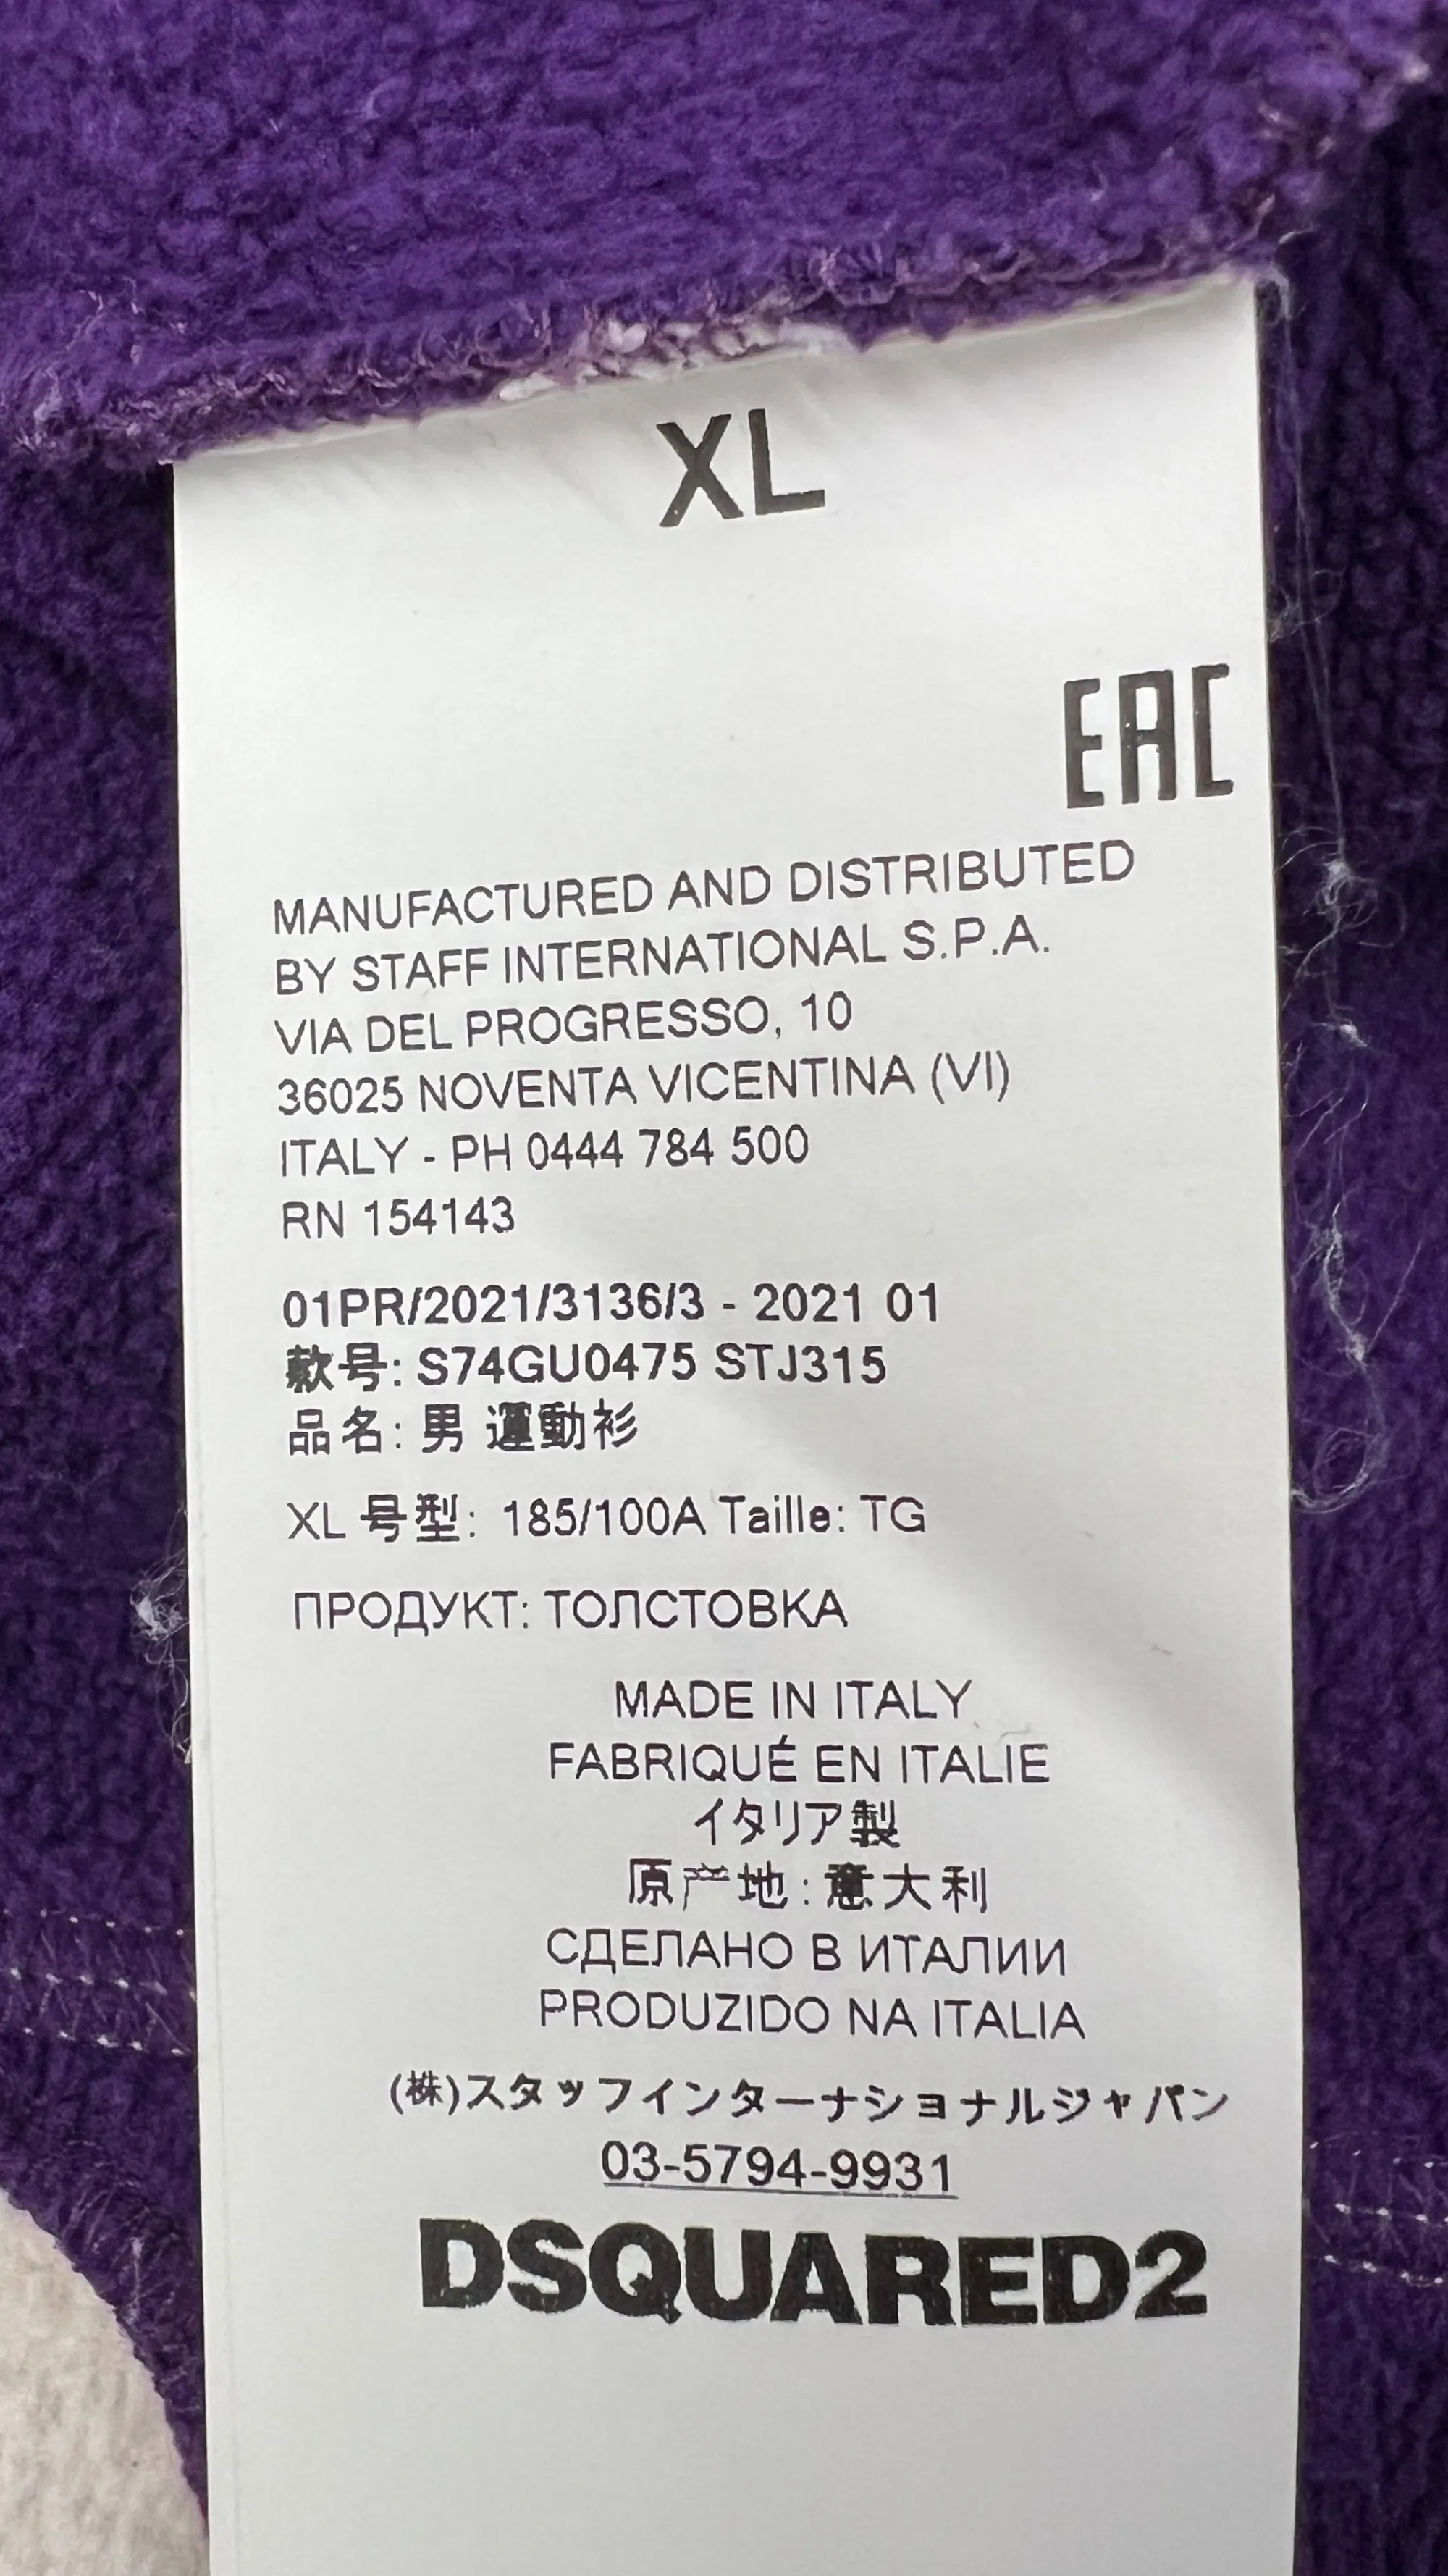 XL
EAC
MANUFACTURED AND DISTRIBUTED
BY STAFF INTERNATIONAL S.P.A.
VIA DEL PROGRESSO, 10
36025 NOVENTA VICENTINA (VI)
ITALY - PH 0444 784 500
RN 154143
01PR/2021/3136/3 - 2021 01
款号: S74GU0475 STJ315
品名: 男 運動衫
XL 号型: 185/100A Taille: TG
ПРОДУКТ: ТОЛСТОВКА
MADE IN ITALY
FABRIQUÉ EN ITALIE
イタリア製
原产地: 意大利
СДЕЛАНО В ИТАЛИИ
PRODUZIDO NA ITALIA
(株)スタッフインターナショナルジャパン
03-5794-9931
DSQUARED2